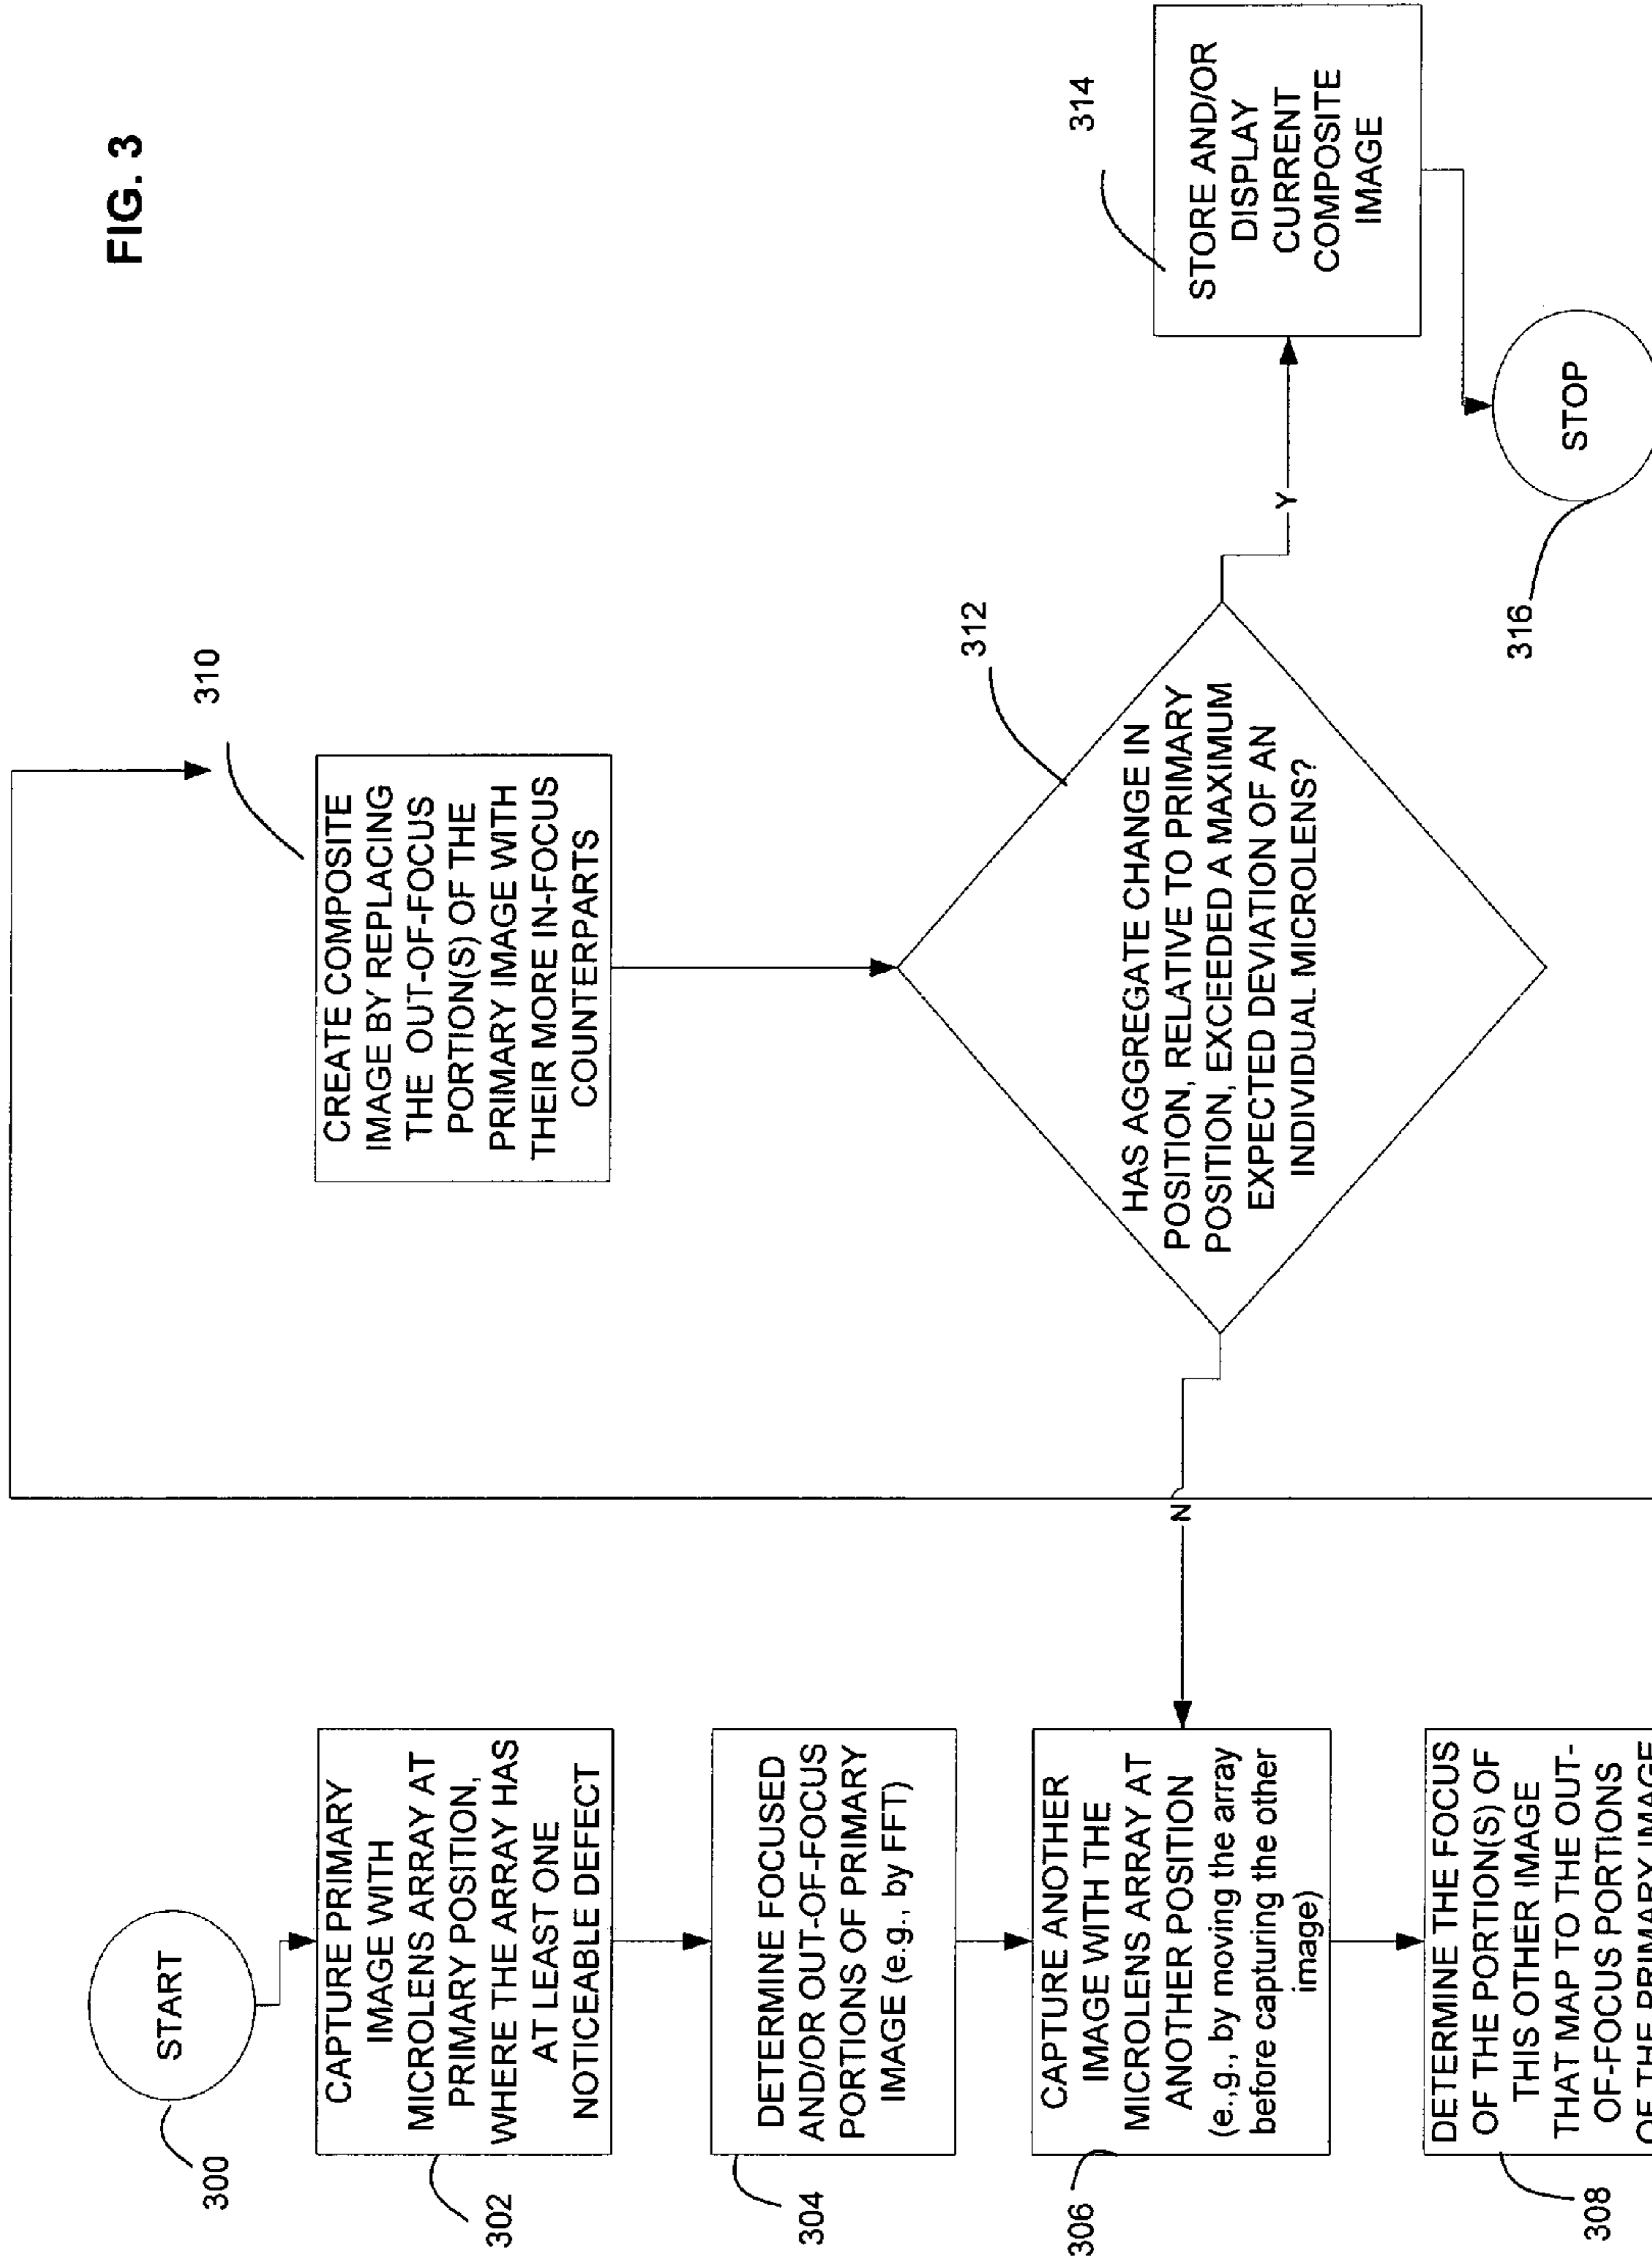 FIG. 3
START
300
CAPTURE PRIMARY
IMAGE WITH
MICROLENS ARRAY AT
PRIMARY POSITION,
WHERE THE ARRAY HAS
AT LEAST ONE
NOTICEABLE DEFECT
302
DETERMINE FOCUSED
AND/OR OUT-OF-FOCUS
PORTIONS OF PRIMARY
IMAGE (e.g., by FFT)
304
CAPTURE ANOTHER
IMAGE WITH THE
MICROLENS ARRAY AT
ANOTHER POSITION
(e.,g., by moving the array
before capturing the other
image)
306
DETERMINE THE FOCUS
OF THE PORTION(S) OF
THIS OTHER IMAGE
THAT MAP TO THE OUT-
OF-FOCUS PORTIONS
OF THE PRIMARY IMAGE
308
310
CREATE COMPOSITE
IMAGE BY REPLACING
THE OUT-OF-FOCUS
PORTION(S) OF THE
PRIMARY IMAGE WITH
THEIR MORE IN-FOCUS
COUNTERPARTS
312
HAS AGGREGATE CHANGE IN
POSITION, RELATIVE TO PRIMARY
POSITION, EXCEEDED A MAXIMUM
EXPECTED DEVIATION OF AN
INDIVIDUAL MICROLENS?
N
Y
314
STORE AND/OR
DISPLAY
CURRENT
COMPOSITE
IMAGE
STOP
316